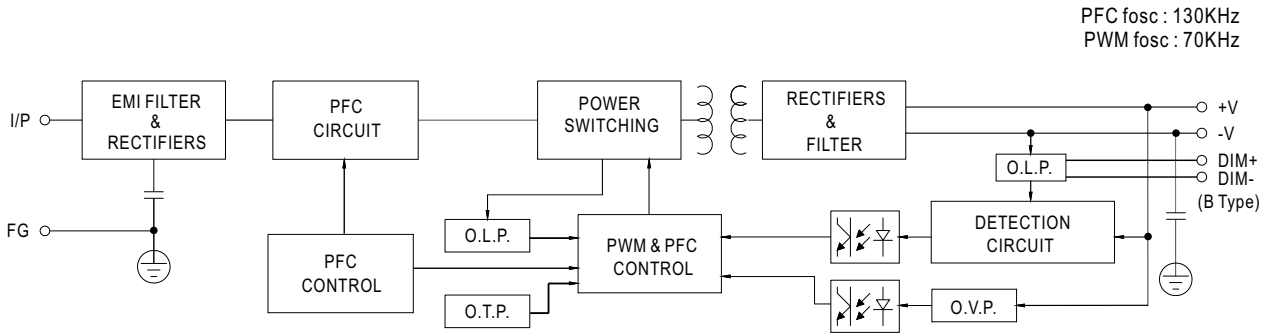 PFC fosc : 130KHz
PWM fosc : 70KHz
I/P
EMI FILTER
&
RECTIFIERS
PFC
CIRCUIT
POWER
SWITCHING
RECTIFIERS
&
FILTER
+V
-V
O.L.P.
DIM+
DIM-
(B Type)
FG
PFC
CONTROL
O.L.P.
O.T.P.
PWM & PFC
CONTROL
DETECTION
CIRCUIT
O.V.P.